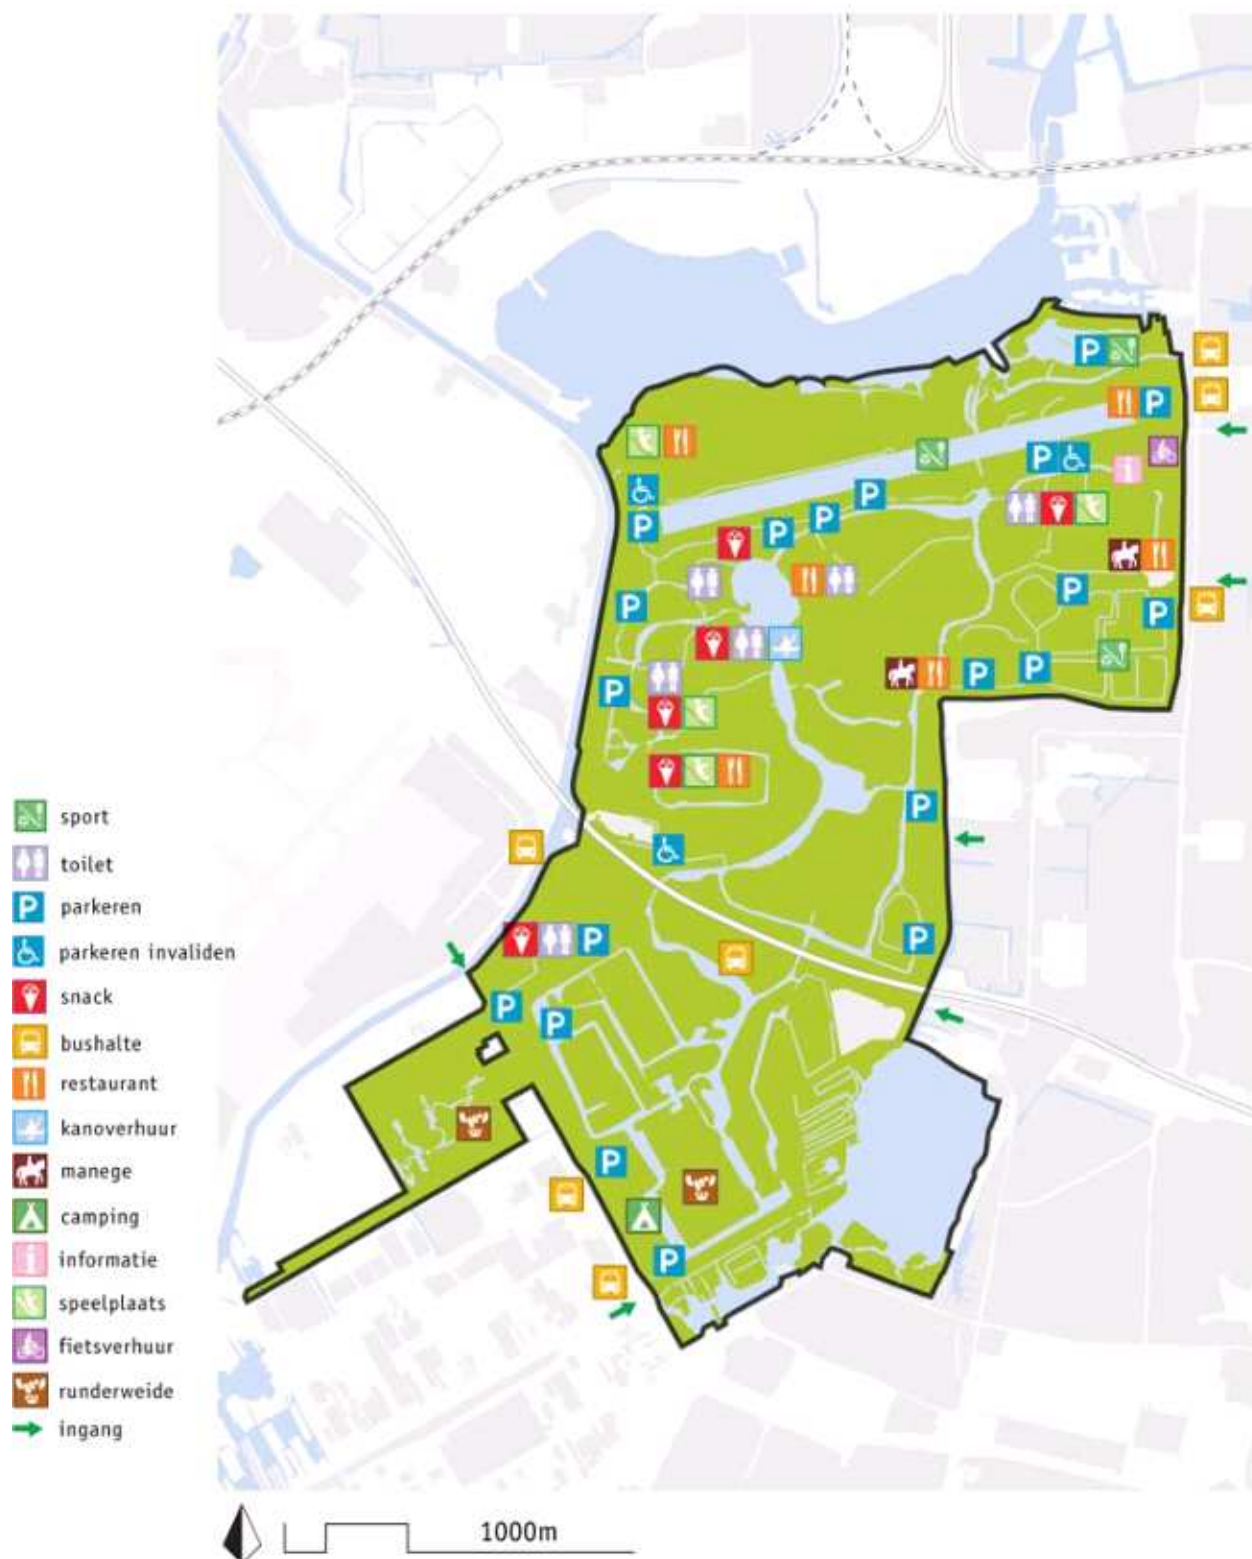 sport
toilet
parkeren
parkeren invaliden
snack
bushalte
restaurant
kanoverhuur
manege
camping
informatie
speelplaats
fietsverhuur
runderweide
ingang
1000m